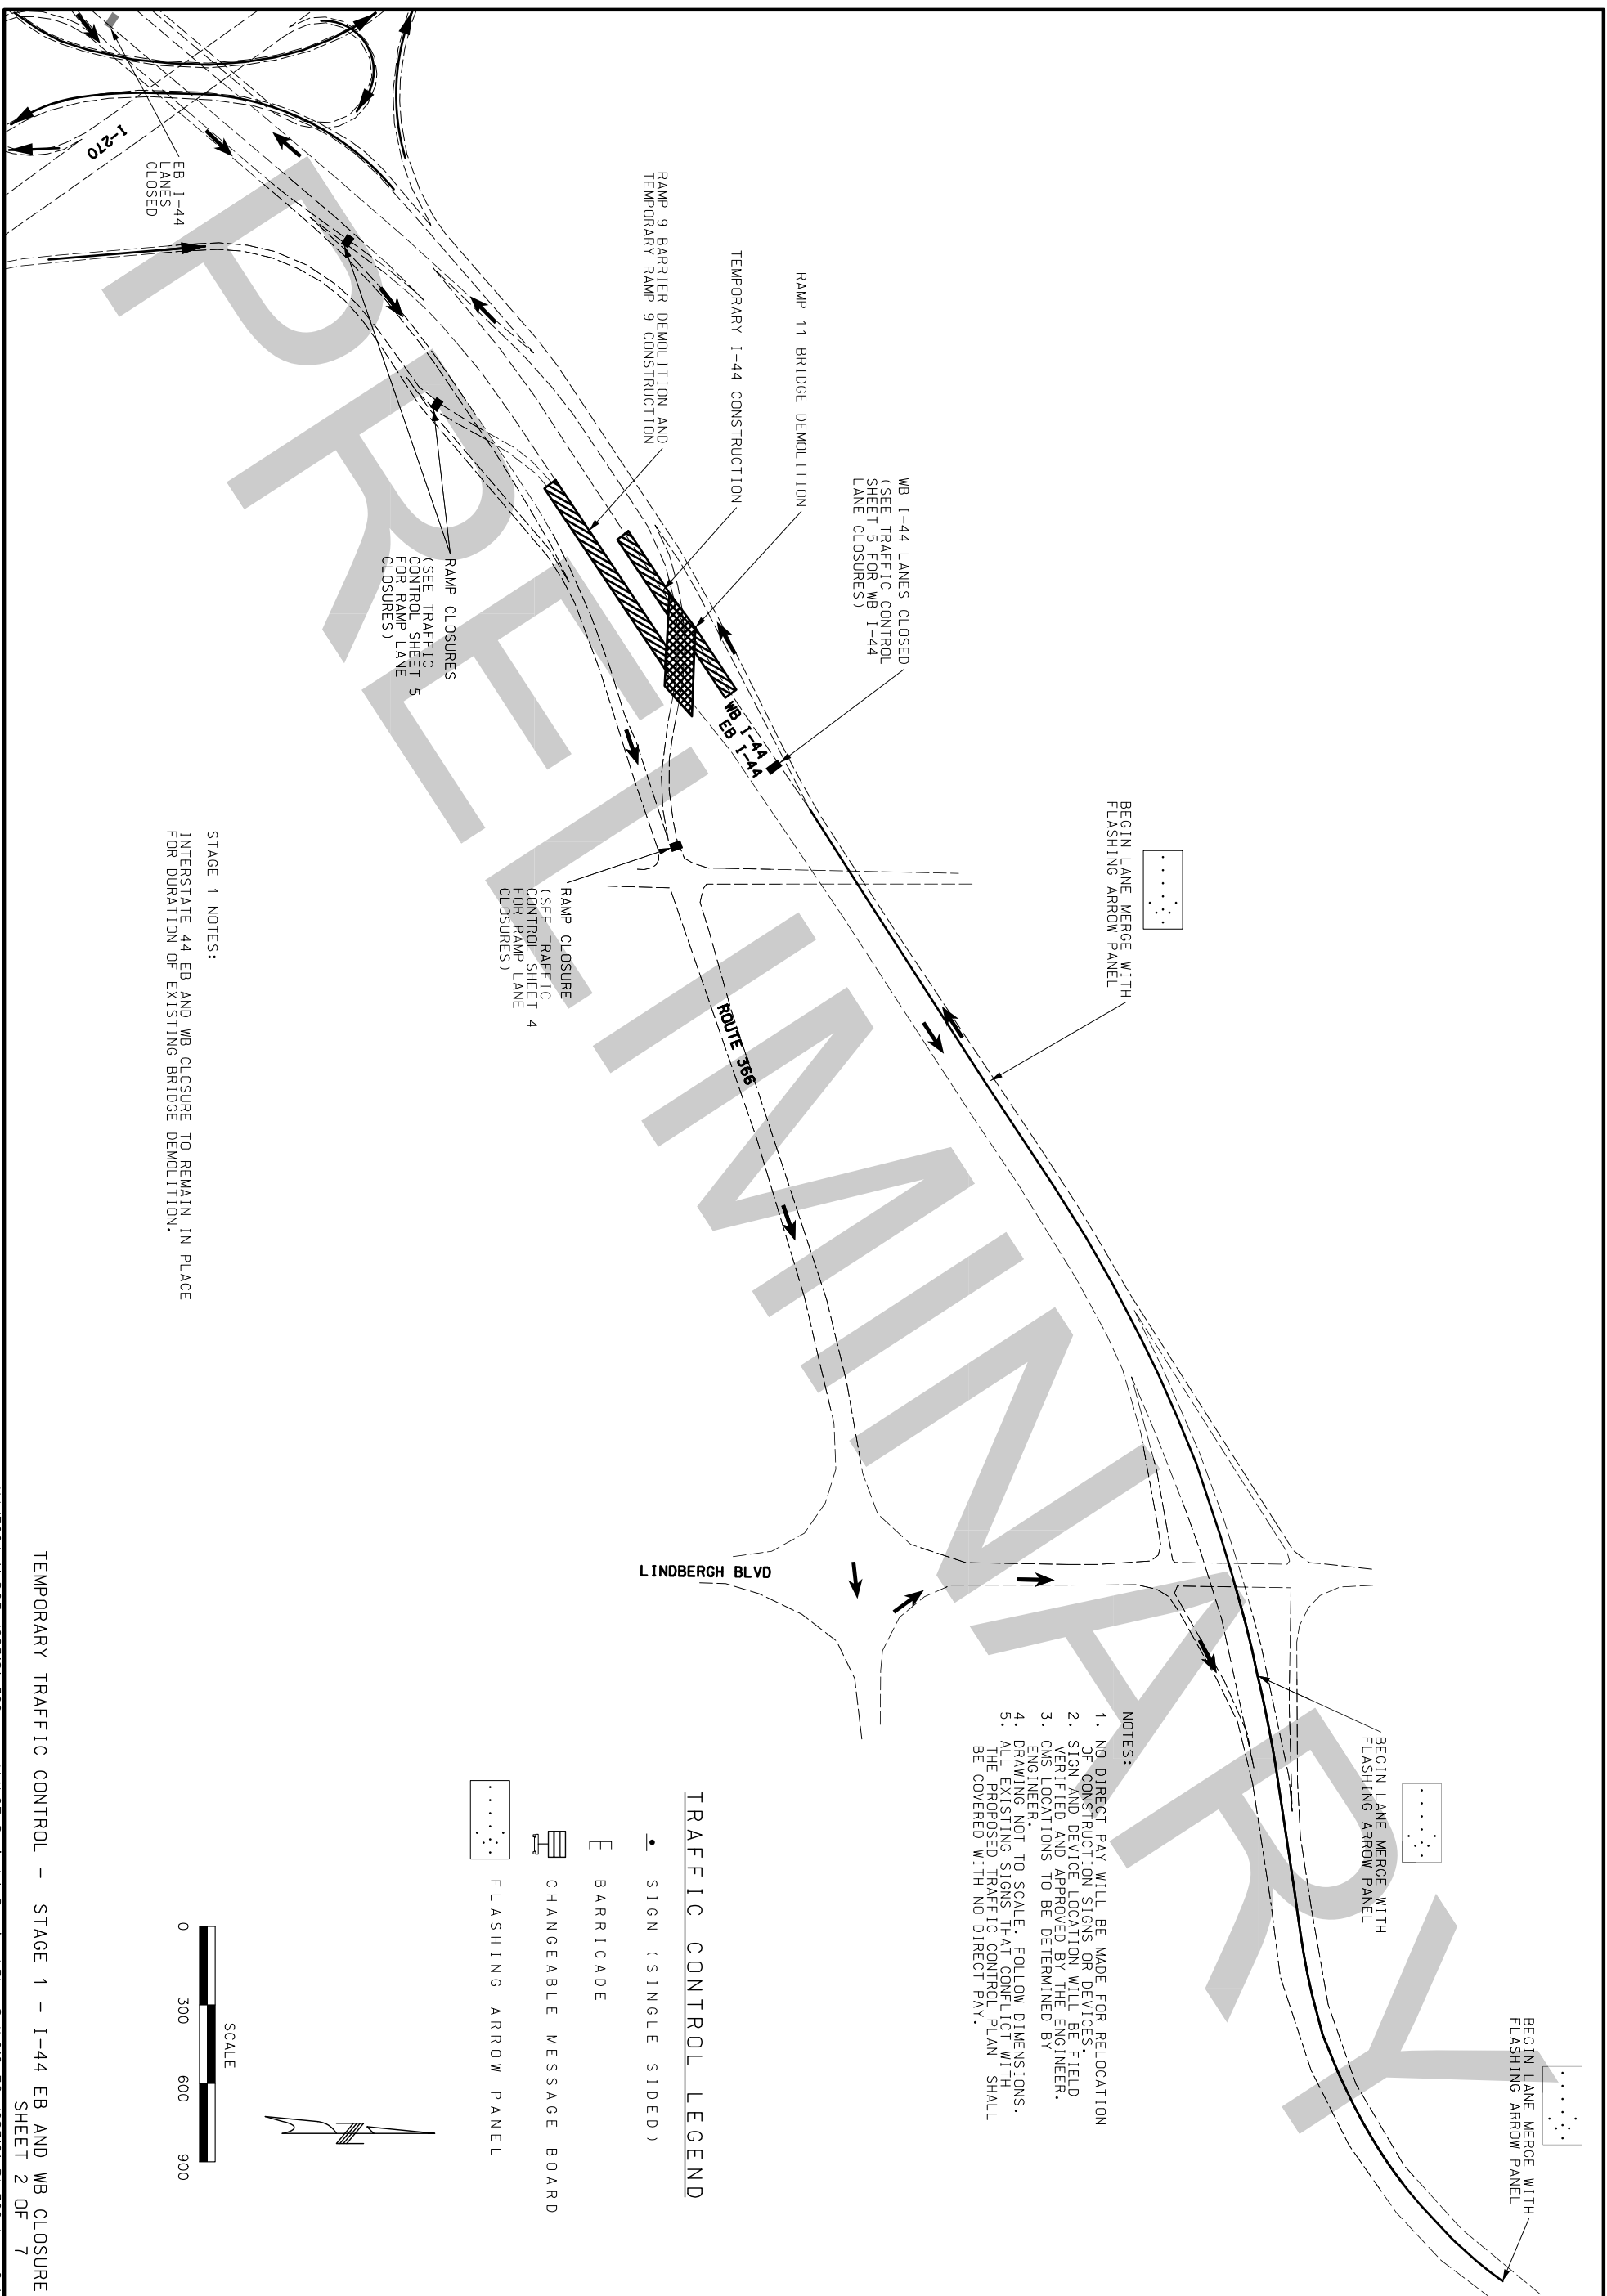 BEGIN LANE MERGE WITH
FLASHING ARROW PANEL
BEGIN LANE MERGE WITH
FLASHING ARROW PANEL
BEGIN LANE MERGE WITH
FLASHING ARROW PANEL
WB I-44 LANES CLOSED
(SEE TRAFFIC CONTROL
SHEET 5 FOR WB I-44
LANE CLOSURES)
RAMP 11 BRIDGE DEMOLITION
TEMPORARY I-44 CONSTRUCTION
RAMP 9 BARRIER DEMOLITION AND
TEMPORARY RAMP 9 CONSTRUCTION
EB I-44
LANES
CLOSED
I-270
WB I-44
EB I-44
RAMP CLOSURES
(SEE TRAFFIC
CONTROL SHEET 5
FOR RAMP LANE
CLOSURES)
RAMP CLOSURE
(SEE TRAFFIC
CONTROL SHEET 4
FOR RAMP LANE
CLOSURES)
ROUTE 366
LINDBERGH BLVD
PRELIMINARY
STAGE 1 NOTES:
INTERSTATE 44 EB AND WB CLOSURE TO REMAIN IN PLACE
FOR DURATION OF EXISTING BRIDGE DEMOLITION.
NOTES:
1. NO DIRECT PAY WILL BE MADE FOR RELOCATION
OF CONSTRUCTION SIGNS OR DEVICES.
2. SIGN AND DEVICE LOCATION WILL BE FIELD
VERIFIED AND APPROVED BY THE ENGINEER.
3. CMS LOCATIONS TO BE DETERMINED BY
ENGINEER.
4. DRAWING NOT TO SCALE. FOLLOW DIMENSIONS.
5. ALL EXISTING SIGNS THAT CONFLICT WITH
THE PROPOSED TRAFFIC CONTROL PLAN SHALL
BE COVERED WITH NO DIRECT PAY.
TRAFFIC CONTROL LEGEND
SIGN (SINGLE SIDED)
BARRICADE
CHANGEABLE MESSAGE BOARD
FLASHING ARROW PANEL
SCALE
0 300 600 900
TEMPORARY TRAFFIC CONTROL - STAGE 1 - I-44 EB AND WB CLOSURE
SHEET 2 OF 7